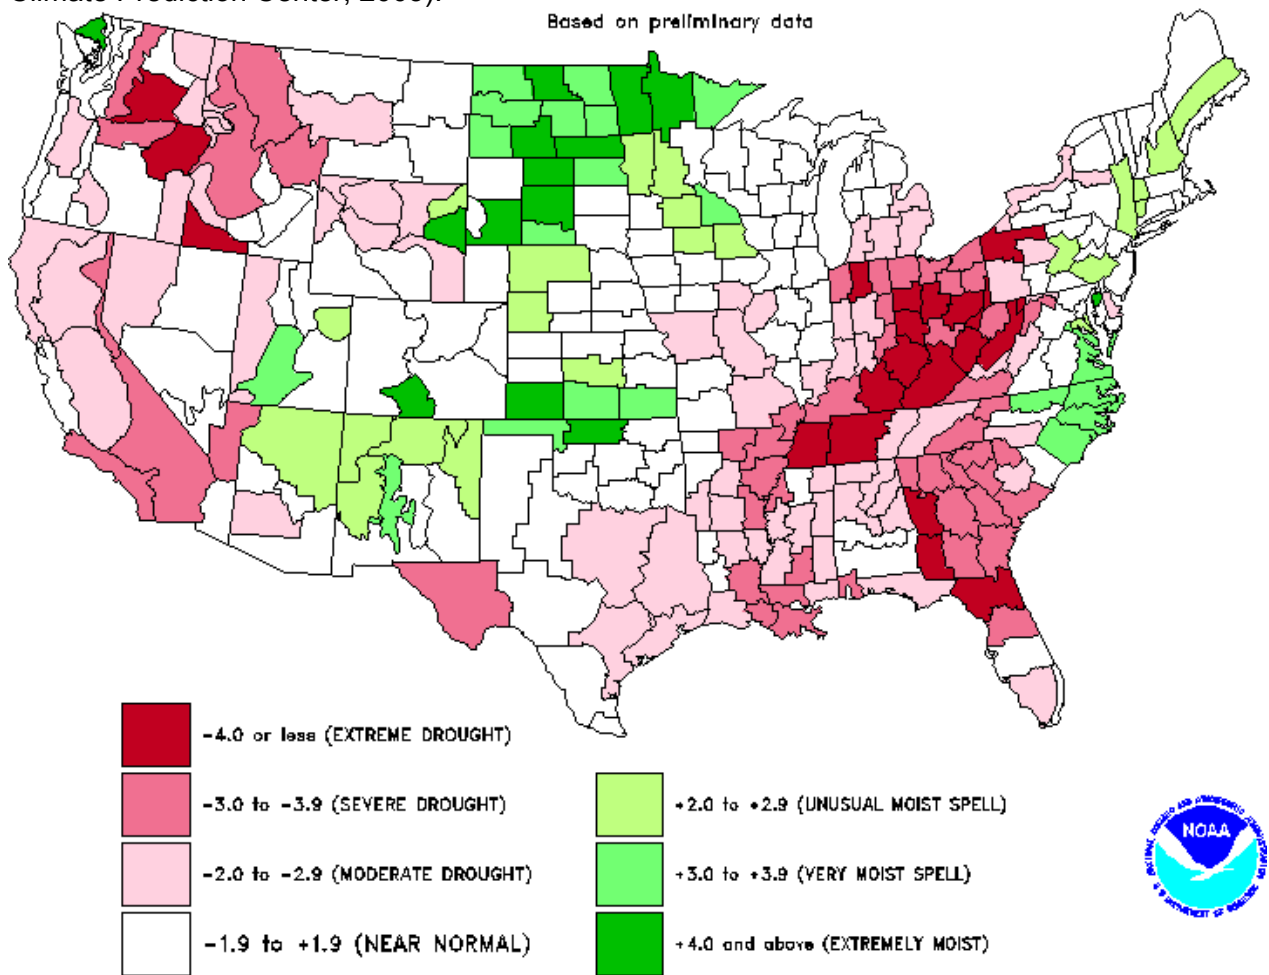 Based on preliminary data
-4.0 or less (EXTREME DROUGHT)
-3.0 to -3.9 (SEVERE DROUGHT)
-2.0 to -2.9 (MODERATE DROUGHT)
-1.9 to +1.9 (NEAR NORMAL)
+2.0 to +2.9 (UNUSUAL MOIST SPELL)
+3.0 to +3.9 (VERY MOIST SPELL)
+4.0 and above (EXTREMELY MOIST)
NOAA